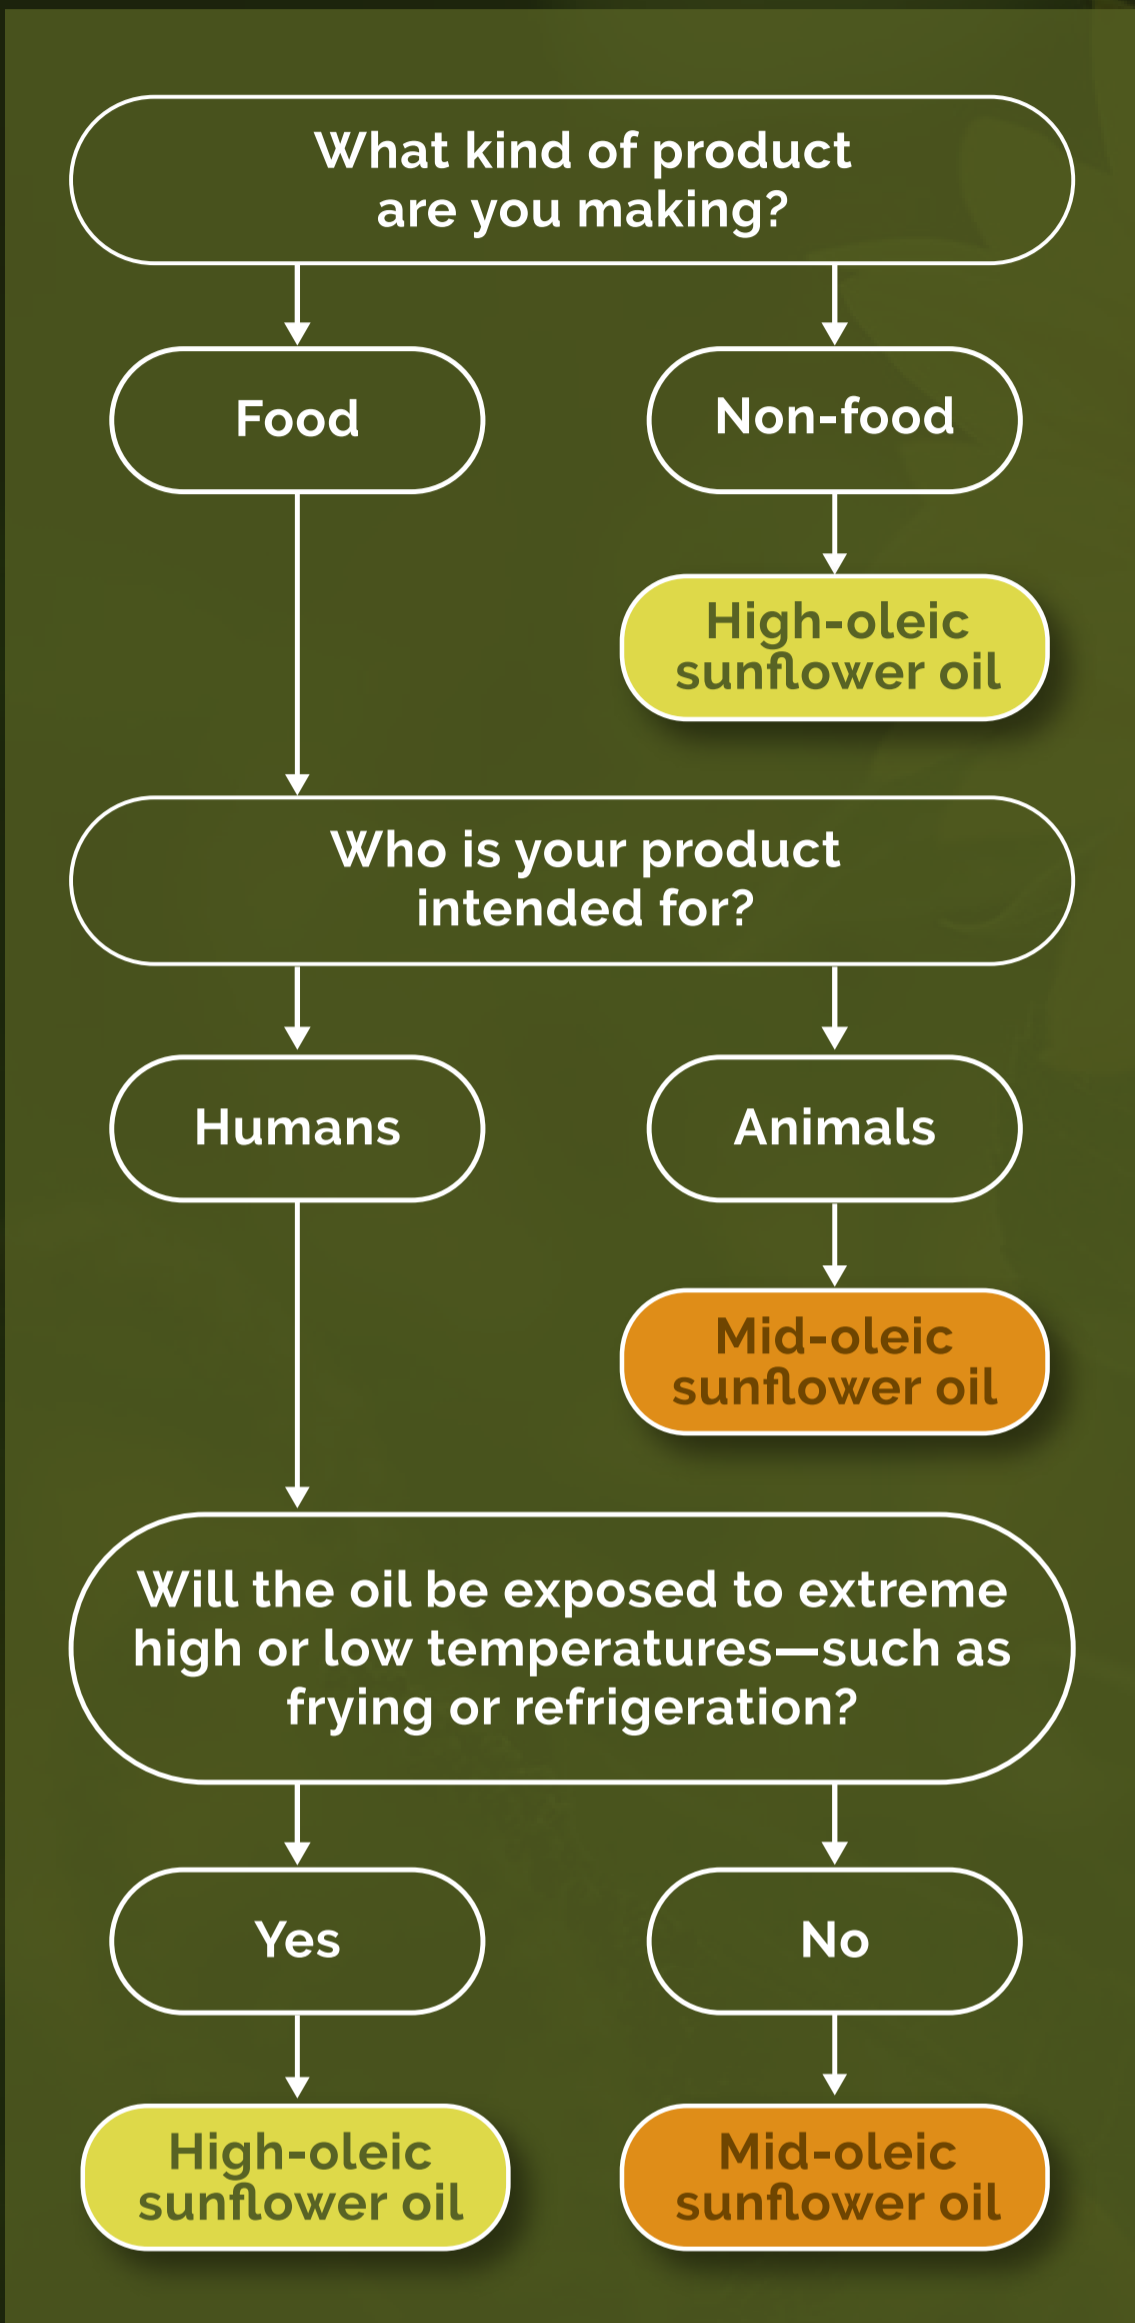 What kind of product
are you making?
Food
Non-food
High-oleic
sunflower oil
Who is your product
intended for?
Humans
Animals
Mid-oleic
sunflower oil
Will the oil be exposed to extreme
high or low temperatures—such as
frying or refrigeration?
Yes
No
High-oleic
sunflower oil
Mid-oleic
sunflower oil